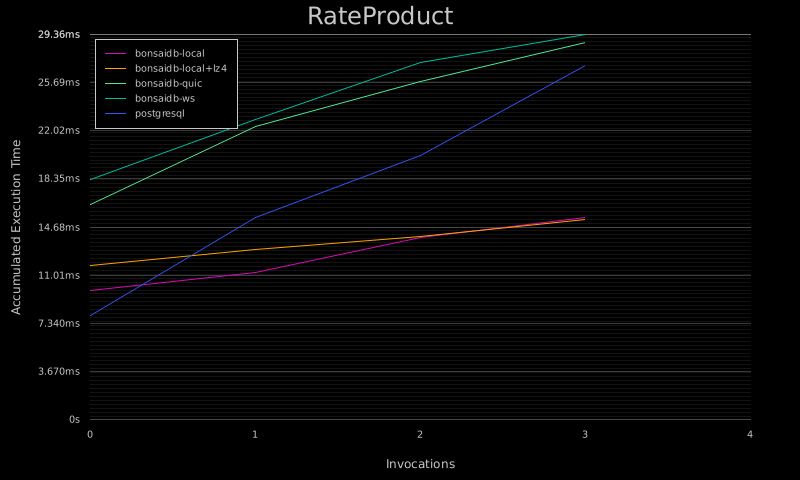 RateProduct
29.36ms
25.69ms
22.02ms
18.35ms
14.68ms
11.01ms
7.340ms
3.670ms
0s
Accumulated Execution Time
bonsaidb-local
bonsaidb-local+lz4
bonsaidb-quic
bonsaidb-ws
postgresql
0 1 2 3 4
Invocations